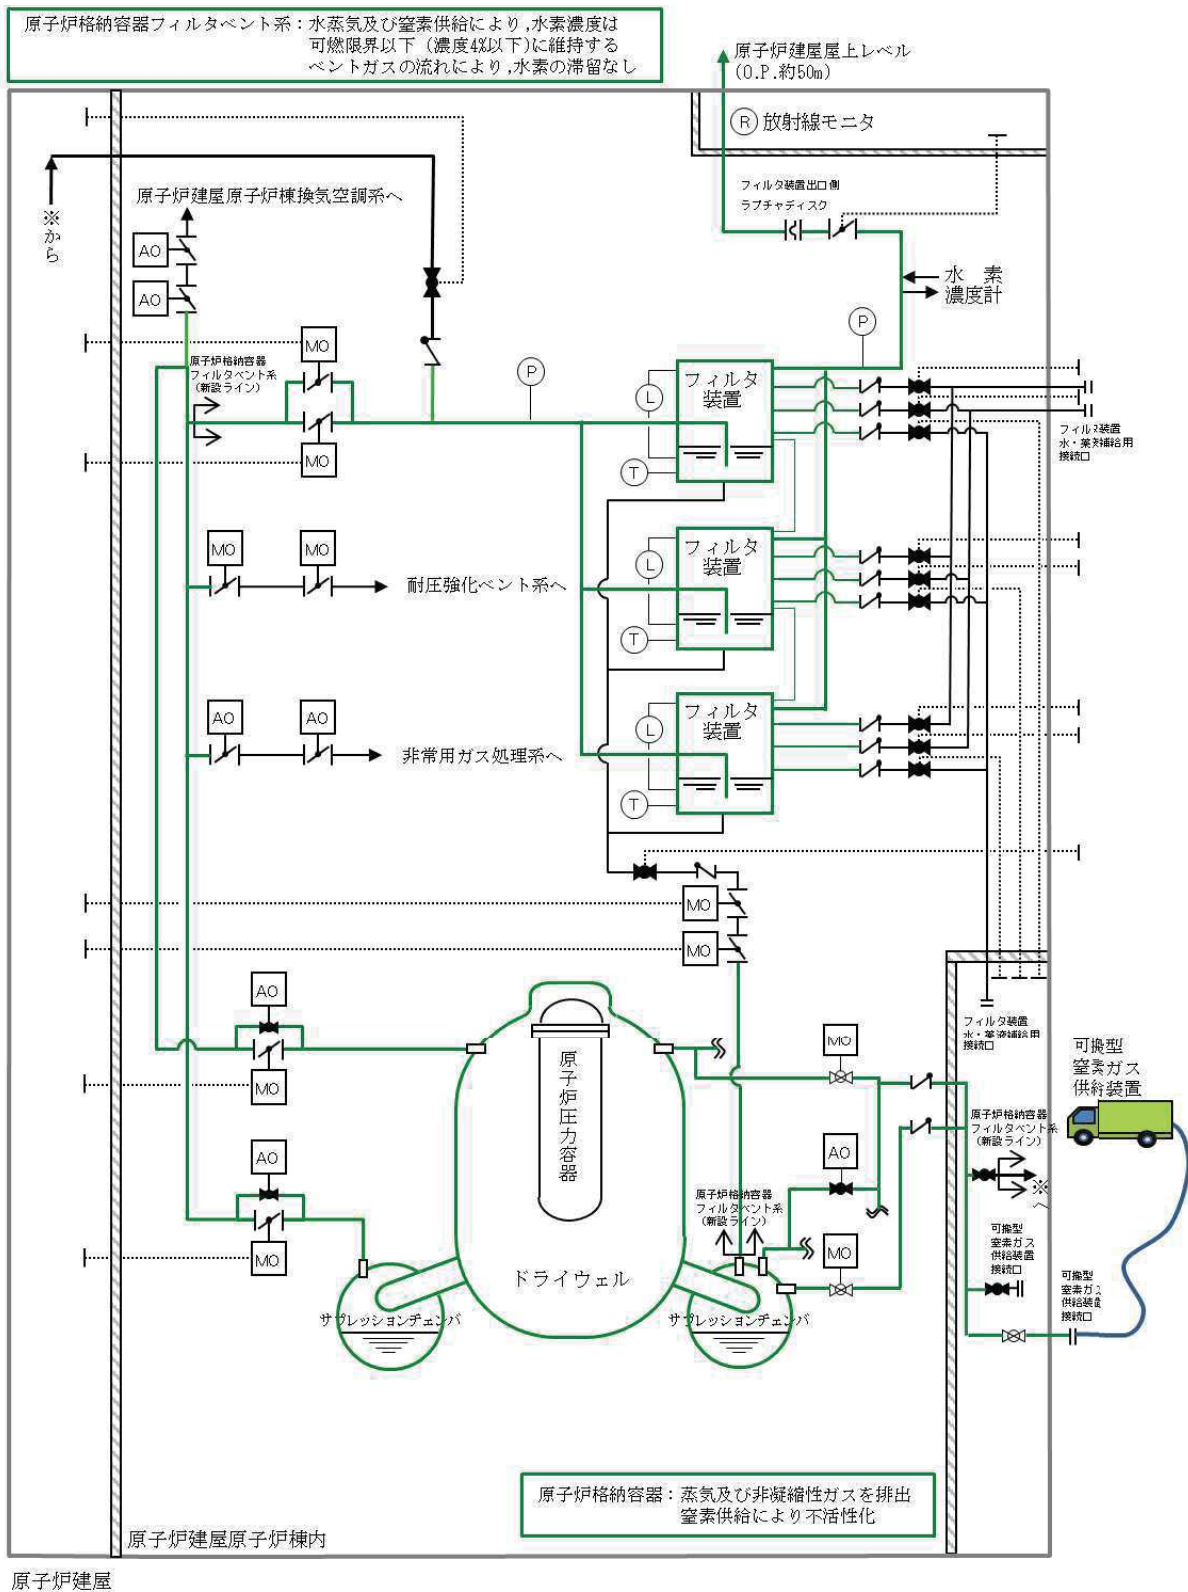 原子炉格納容器フィルタベント系：水蒸気及び窒素供給により,水素濃度は
可燃限界以下（濃度4%以下)に維持する
ベントガスの流れにより,水素の滞留なし
原子炉建屋屋上レベル
(O.P.約50m)
R 放射線モニタ
※から
原子炉建屋原子炉棟換気空調系へ
AO
AO
フィルタ装置出口側
ラプチャディスク
水素
濃度計
P
MO
原子炉格納容器
フィルタベント系
(新設ライン)
P
MO
L
フィルタ
装置
T
フィルタ装置
水・薬液補給用
接続口
MO
MO
耐圧強化ベント系へ
L
フィルタ
装置
T
AO
AO
非常用ガス処理系へ
L
フィルタ
装置
T
MO
MO
AO
MO
原子炉圧力容器
MO
フィルタ装置
水・薬液補給用
接続口
可搬型
窒素ガス
供給装置
原子炉格納容器
フィルタベント系
(新設ライン)
※へ
AO
AO
MO
原子炉格納容器
フィルタベント系
(新設ライン)
MO
ドライウェル
サプレッションチェンバ
サプレッションチェンバ
可搬型
窒素ガス
供給装置
接続口
可搬型
窒素ガス
供給装置
接続口
原子炉格納容器：蒸気及び非凝縮性ガスを排出
窒素供給により不活性化
原子炉建屋原子炉棟内
原子炉建屋